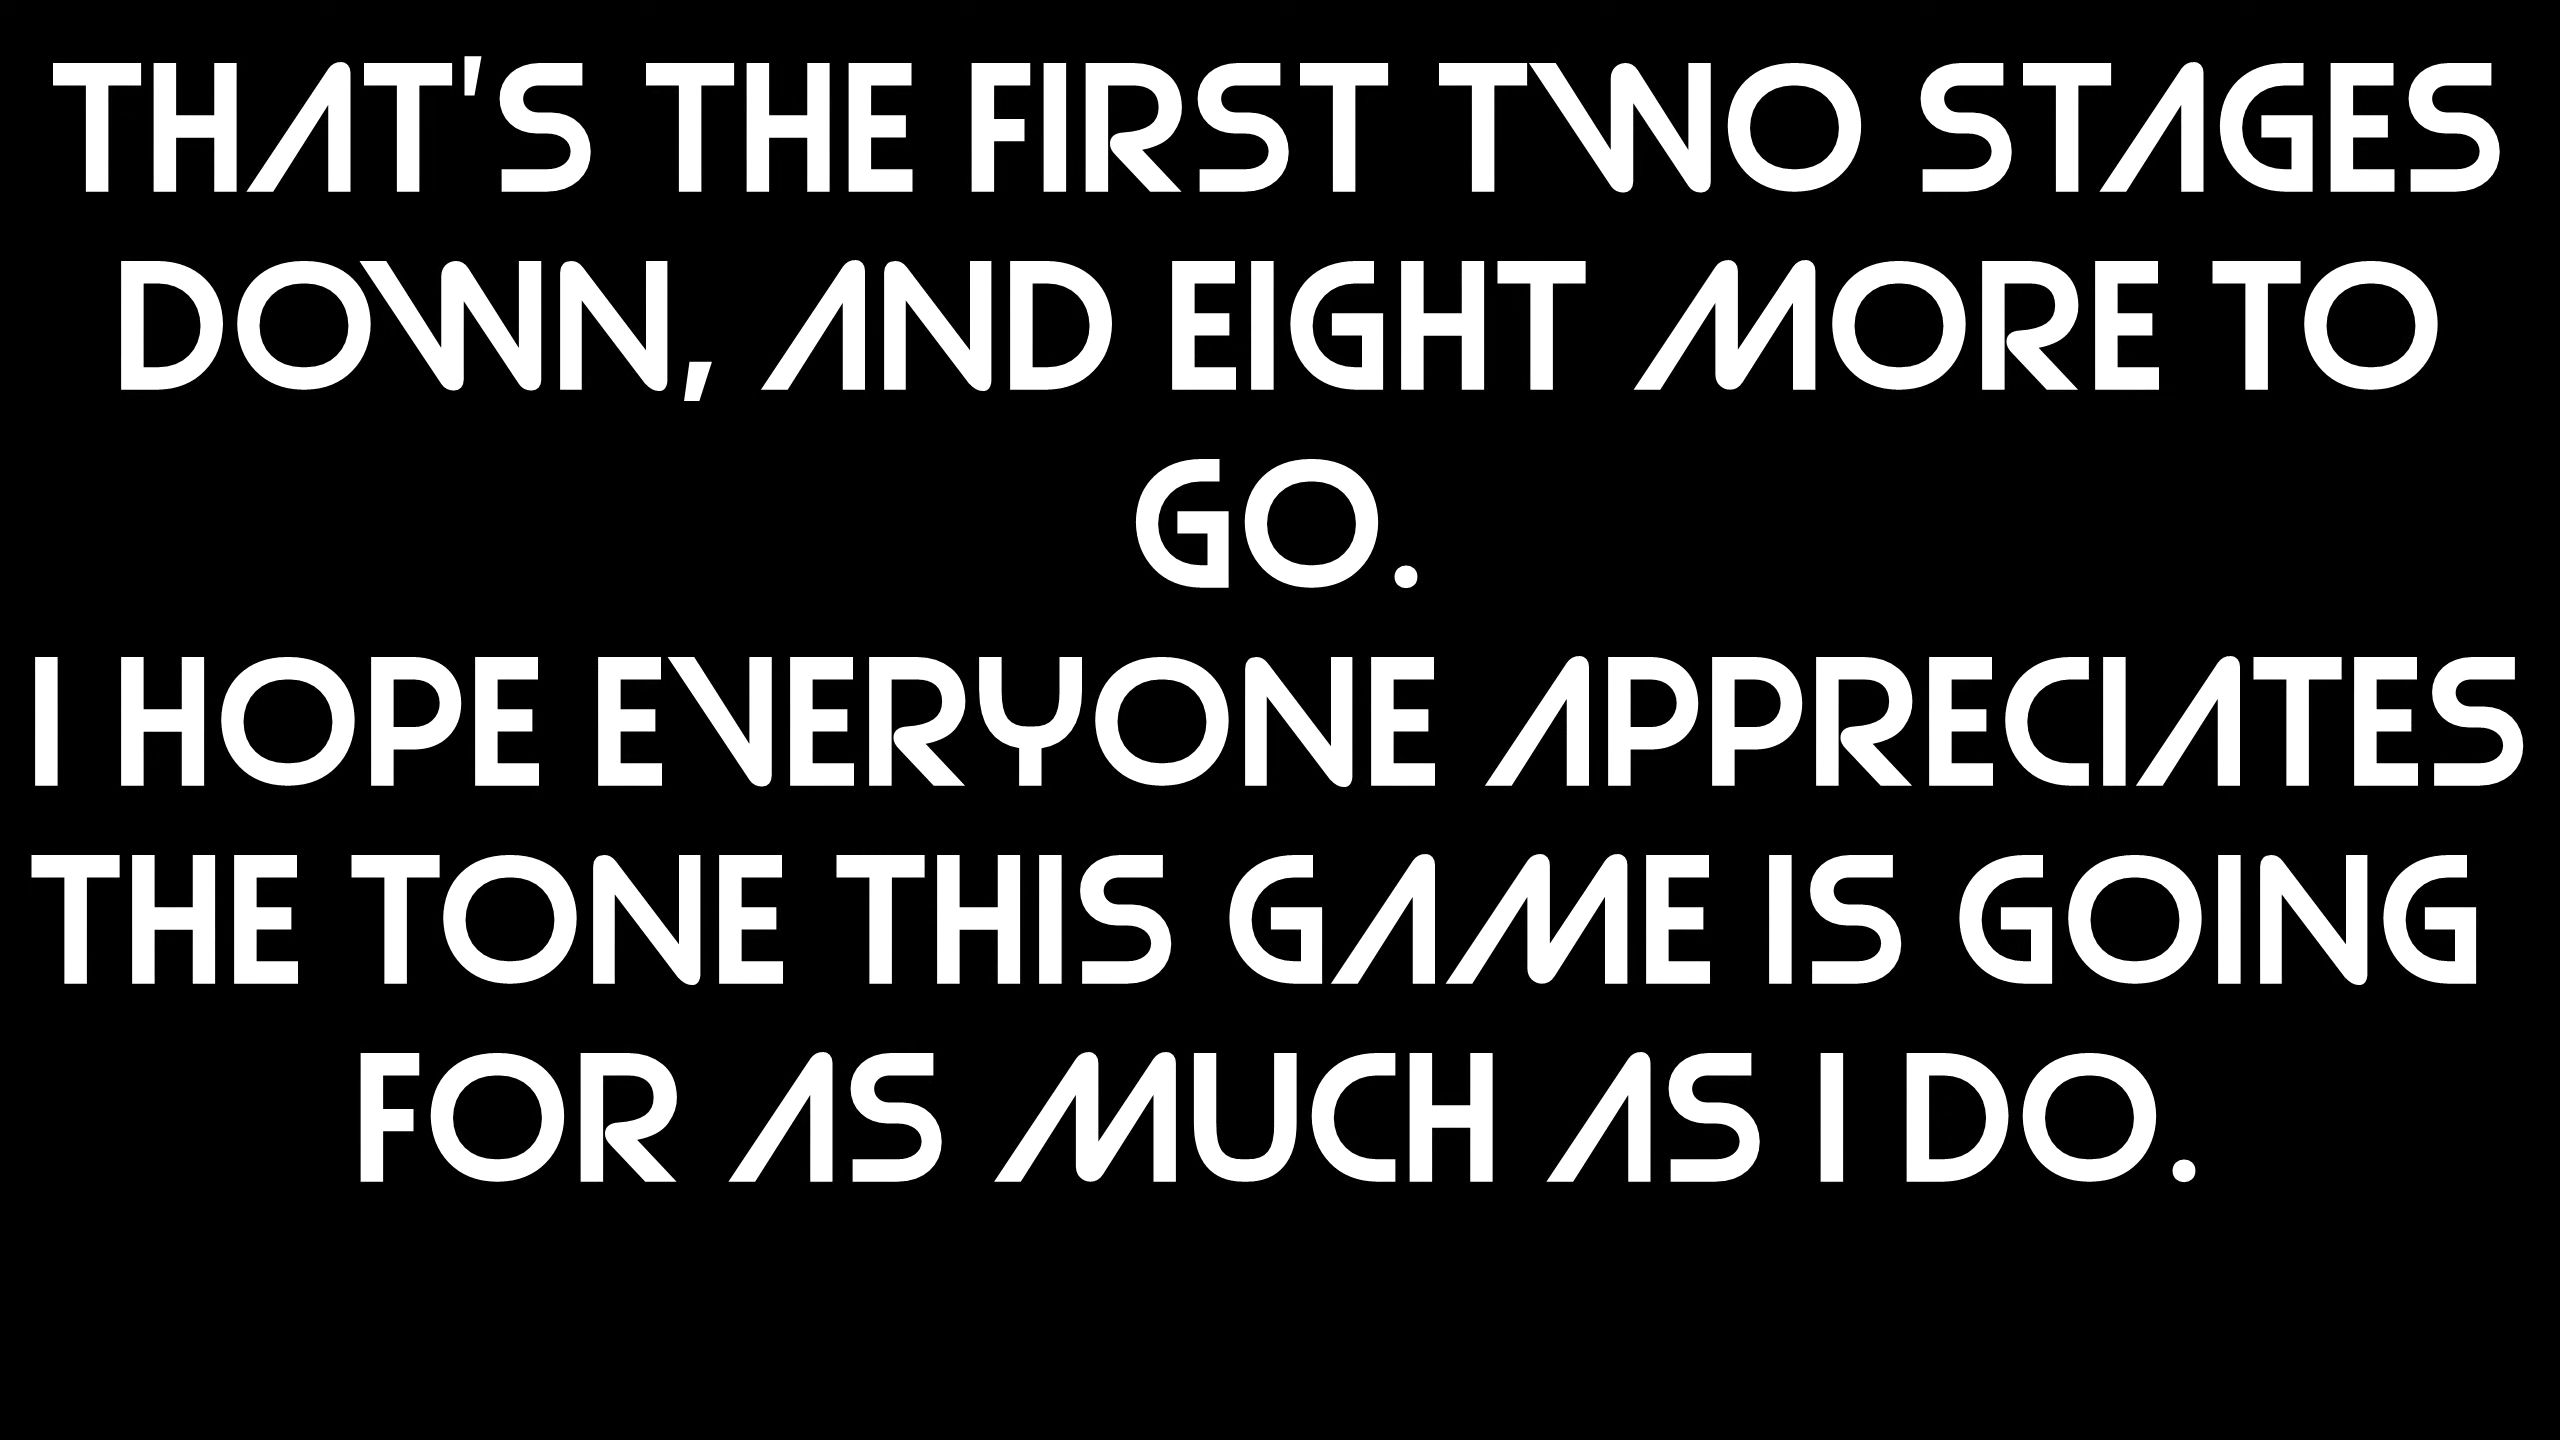 THAT'S THE FIRST TWO STAGES
DOWN, AND EIGHT MORE TO
GO.
I HOPE EVERYONE APPRECIATES
THE TONE THIS GAME IS GOING
FOR AS MUCH AS I DO.